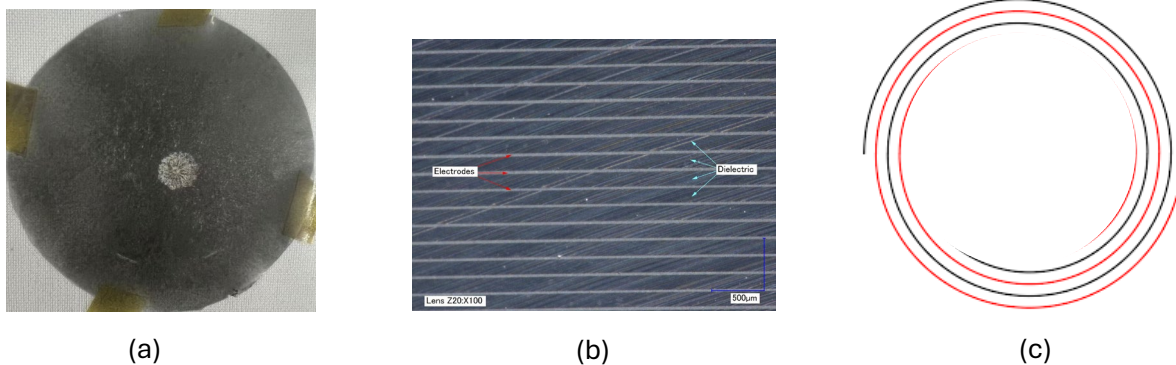 Electrodes
Dielectric
Lens Z20:X100
500µm
(a)
(b)
(c)